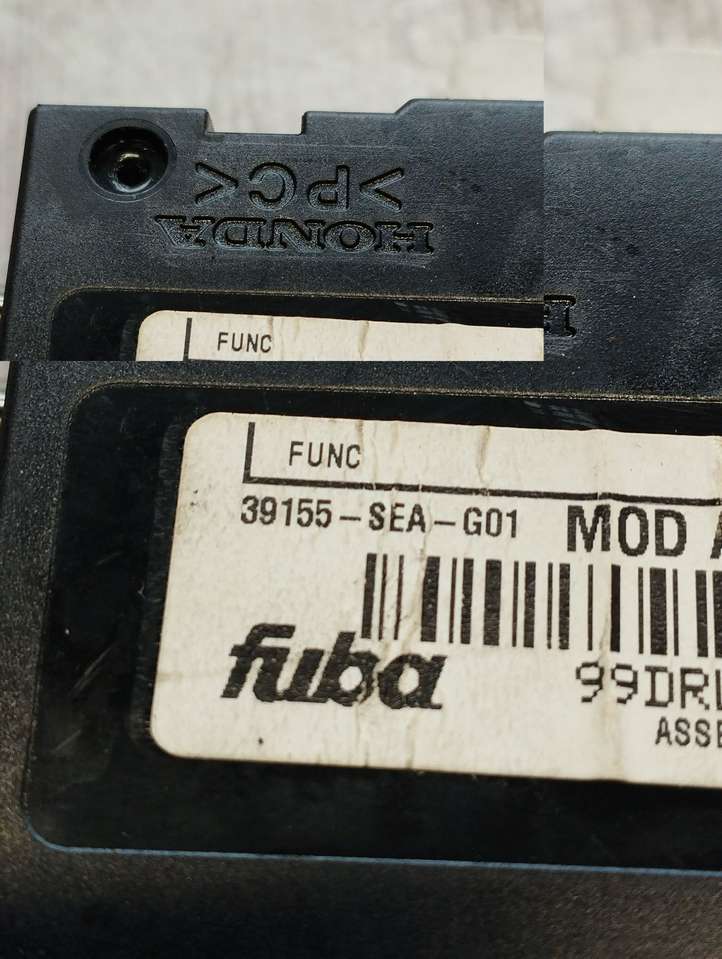 >PC<
HONDA
FUNC
FUNC
39155-SEA-G01 MOD
fuba